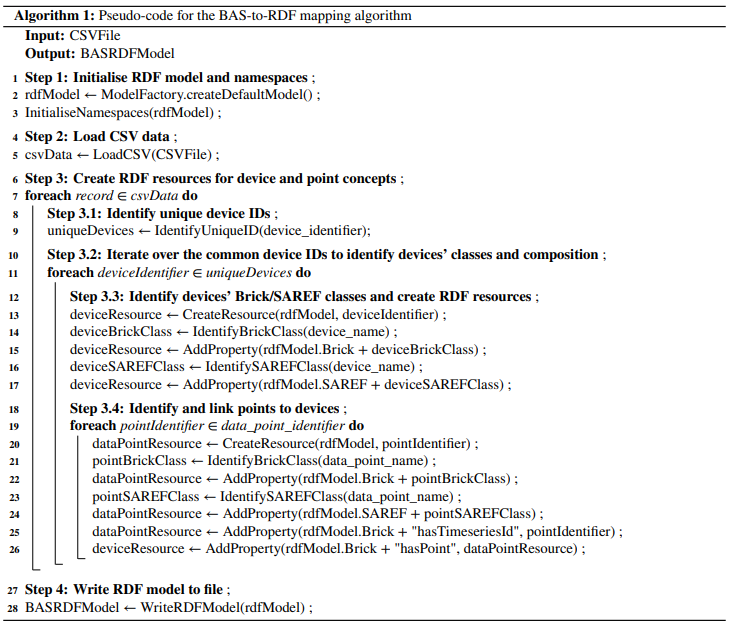 Algorithm 1: Pseudo-code for the BAS-to-RDF mapping algorithm
Input: CSVFile
Output: BASRDFModel
1 Step 1: Initialise RDF model and namespaces ;
2 rdfModel ← ModelFactory.createDefaultModel() ;
3 InitialiseNamespaces(rdfModel) ;
4 Step 2: Load CSV data ;
5 csvData ← LoadCSV(CSVFile) ;
6 Step 3: Create RDF resources for device and point concepts ;
7 foreach record ∈ csvData do
8 Step 3.1: Identify unique device IDs ;
9 uniqueDevices ← IdentifyUniqueID(device_identifier);
10 Step 3.2: Iterate over the common device IDs to identify devices' classes and composition ;
11 foreach deviceIdentifier ∈ uniqueDevices do
12 Step 3.3: Identify devices' Brick/SAREF classes and create RDF resources ;
13 deviceResource ← CreateResource(rdfModel, deviceIdentifier) ;
14 deviceBrickClass ← IdentifyBrickClass(device_name) ;
15 deviceResource ← AddProperty(rdfModel.Brick + deviceBrickClass) ;
16 deviceSAREFClass ← IdentifySAREFClass(device_name) ;
17 deviceResource ← AddProperty(rdfModel.SAREF + deviceSAREFClass) ;
18 Step 3.4: Identify and link points to devices ;
19 foreach pointIdentifier ∈ data_point_identifier do
20 dataPointResource ← CreateResource(rdfModel, pointIdentifier) ;
21 pointBrickClass ← IdentifyBrickClass(data_point_name) ;
22 dataPointResource ← AddProperty(rdfModel.Brick + pointBrickClass) ;
23 pointSAREFClass ← IdentifySAREFClass(data_point_name) ;
24 dataPointResource ← AddProperty(rdfModel.SAREF + pointSAREFClass) ;
25 dataPointResource ← AddProperty(rdfModel.Brick + "hasTimeseriesId", pointIdentifier) ;
26 deviceResource ← AddProperty(rdfModel.Brick + "hasPoint", dataPointResource) ;
27 Step 4: Write RDF model to file ;
28 BASRDFModel ← WriteRDFModel(rdfModel) ;